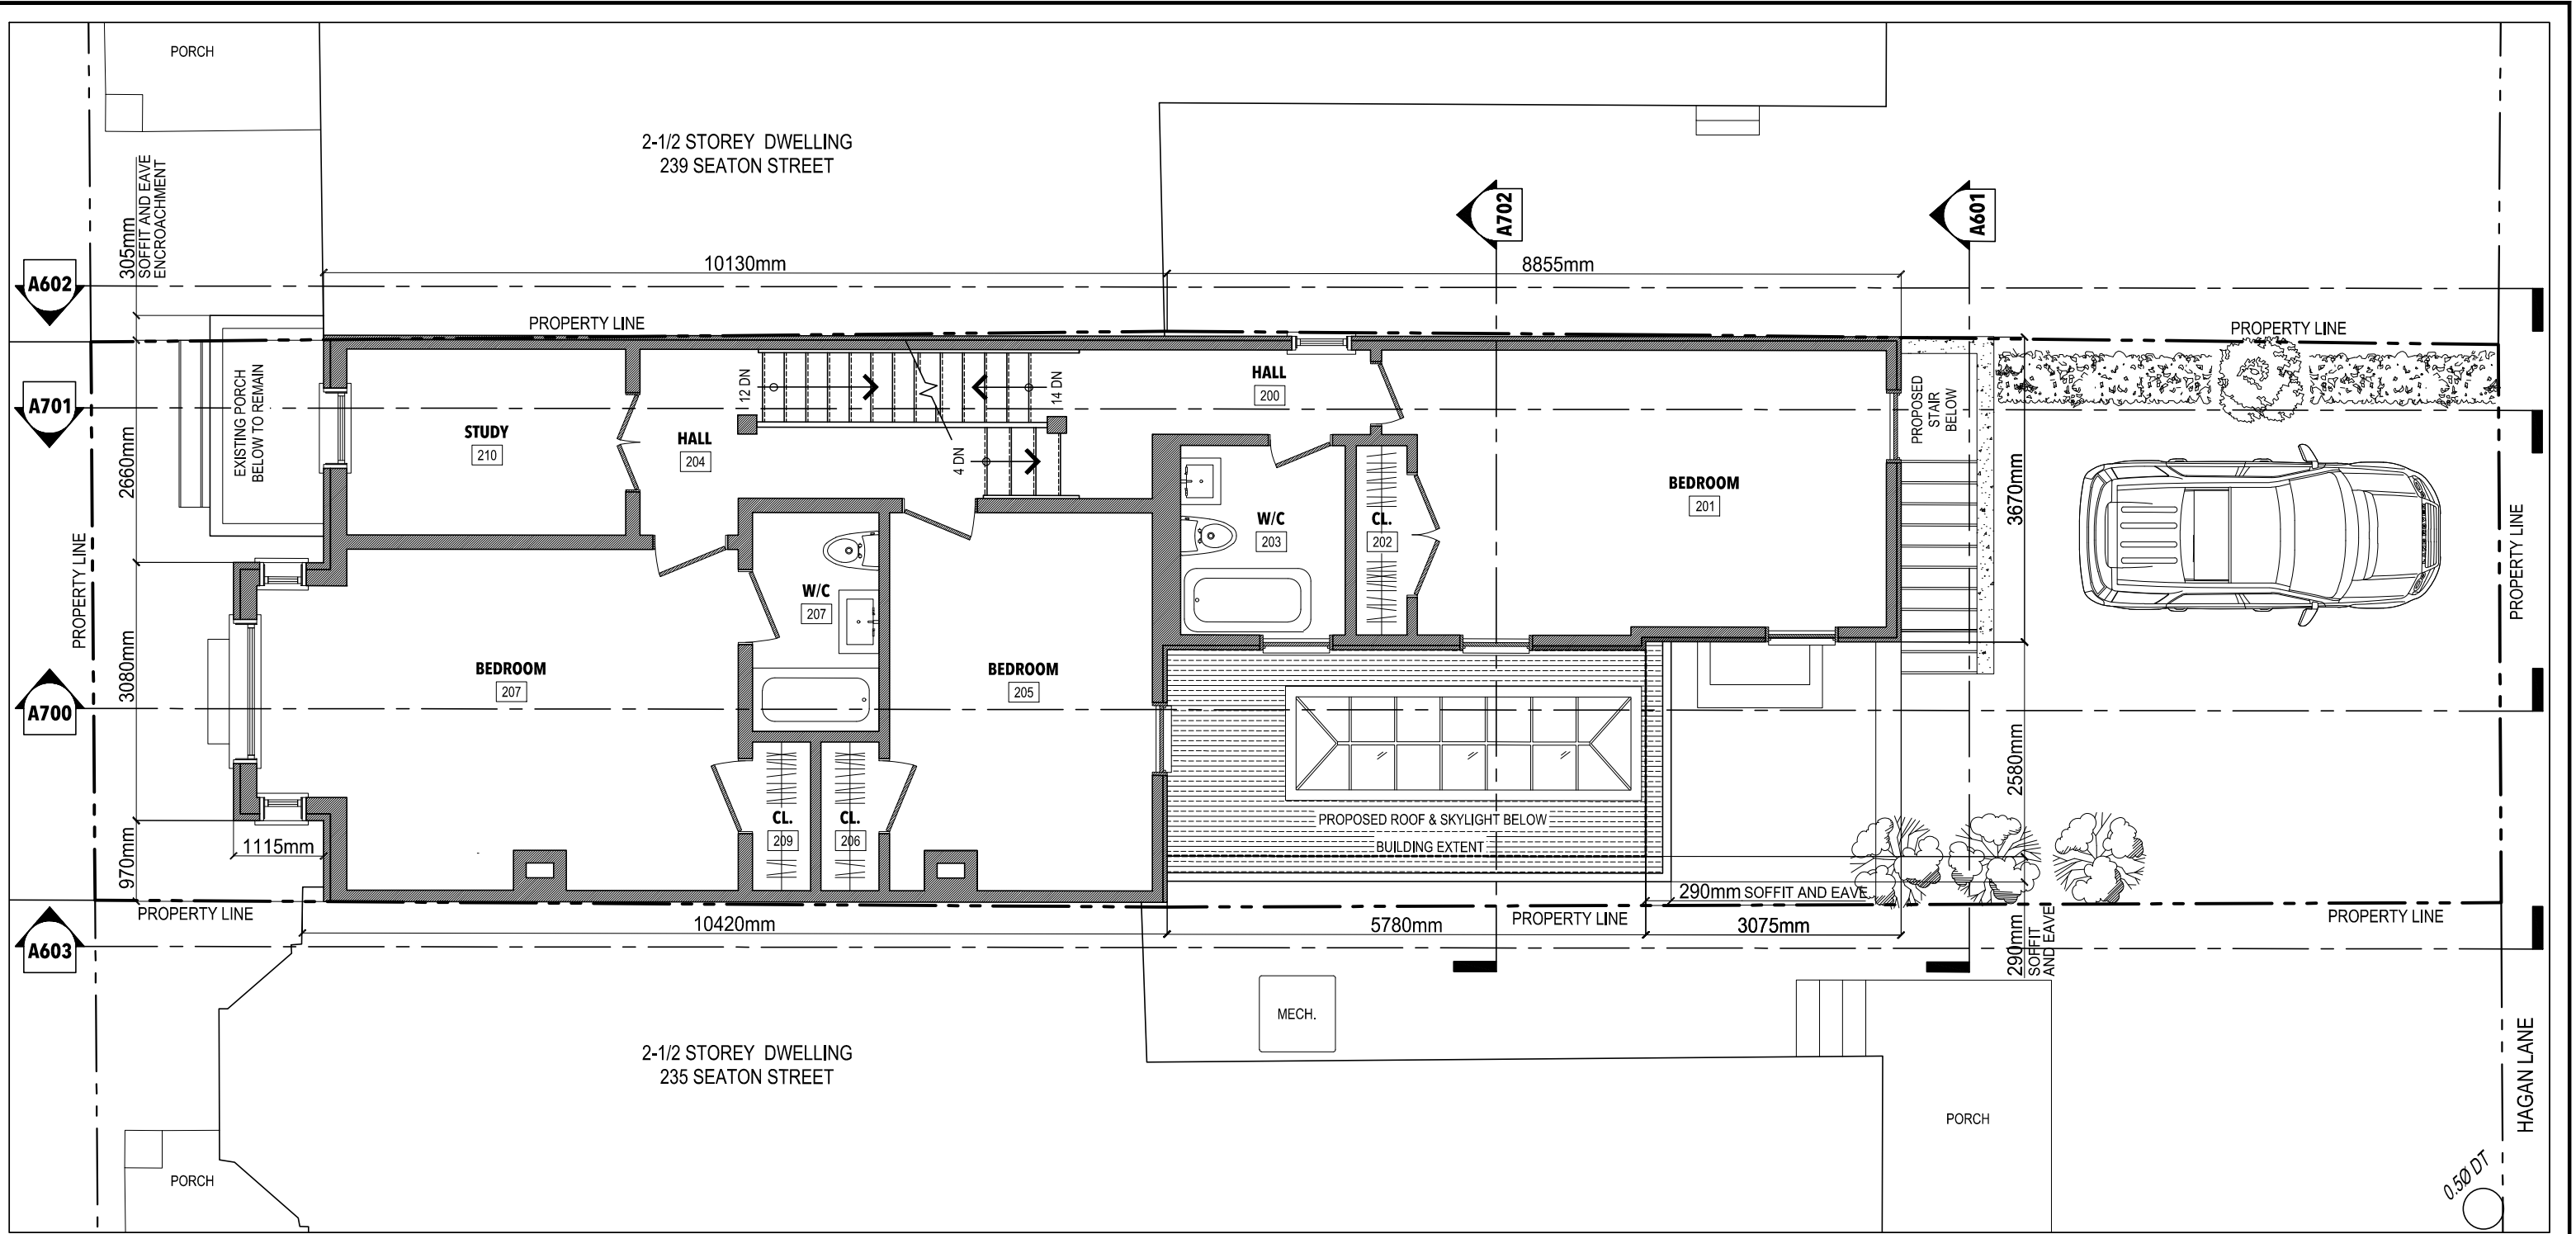 PORCH
2-1/2 STOREY DWELLING
239 SEATON STREET
305mm
SOFFIT AND EAVE
ENCROACHMENT
A702
A601
10130mm
8855mm
A602
PROPERTY LINE
PROPERTY LINE
A701
EXISTING PORCH
BELOW TO REMAIN
2660mm
STUDY
210
HALL
204
12 DN
14 DN
4 DN
HALL
200
PROPOSED
STAIR
BELOW
BEDROOM
201
W/C
203
CL.
202
3670mm
PROPERTY LINE
PROPERTY LINE
W/C
207
BEDROOM
207
BEDROOM
205
3080mm
A700
2580mm
CL.
209
CL.
206
PROPOSED ROOF & SKYLIGHT BELOW
BUILDING EXTENT
970mm
1115mm
290mm SOFFIT AND EAVE
PROPERTY LINE
PROPERTY LINE
PROPERTY LINE
10420mm
5780mm
3075mm
290mm
SOFFIT
AND EAVE
A603
MECH.
2-1/2 STOREY DWELLING
235 SEATON STREET
PORCH
PORCH
HAGAN LANE
0.5Ø DT